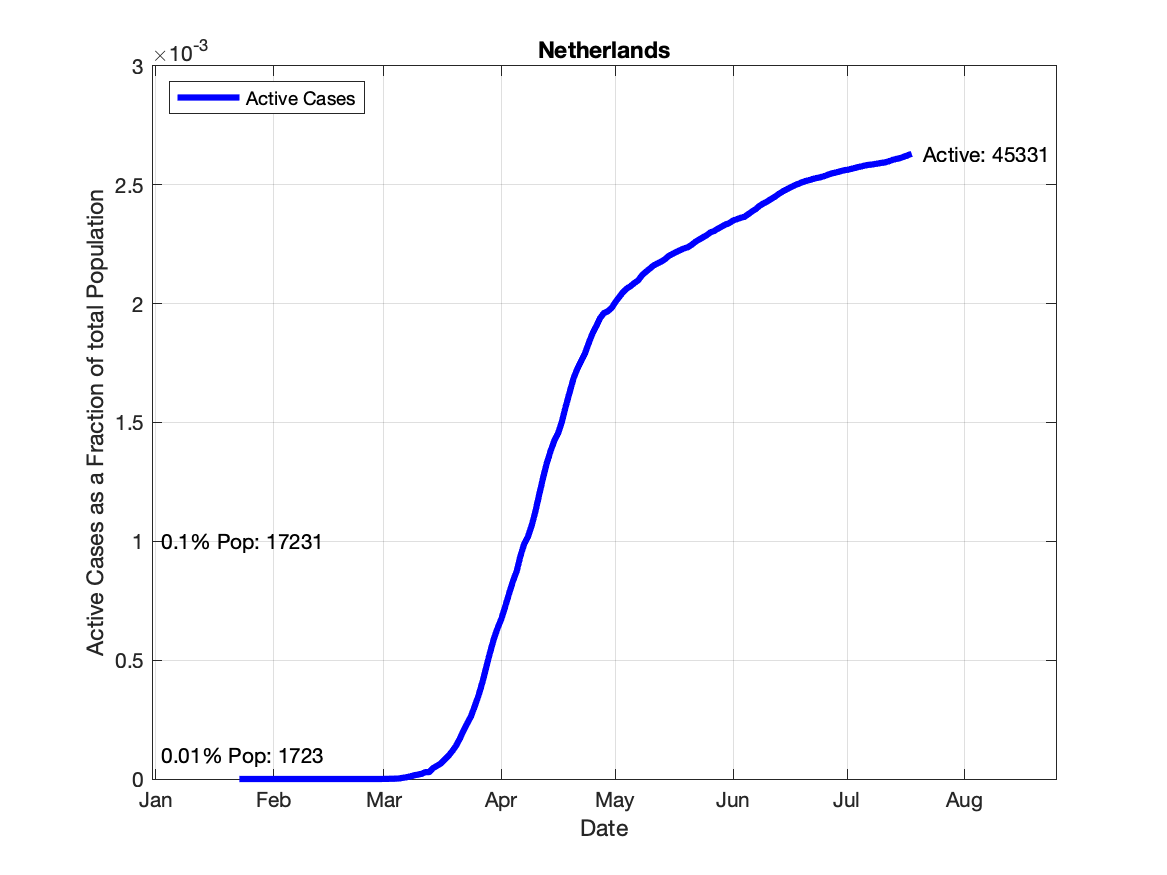 Netherlands
×10-3
3
2.5
2
1.5
1
0.5
0
Active Cases as a Fraction of total Population
Active Cases
Active: 45331
0.1% Pop: 17231
0.01% Pop: 1723
Jan Feb Mar Apr May Jun Jul Aug
Date